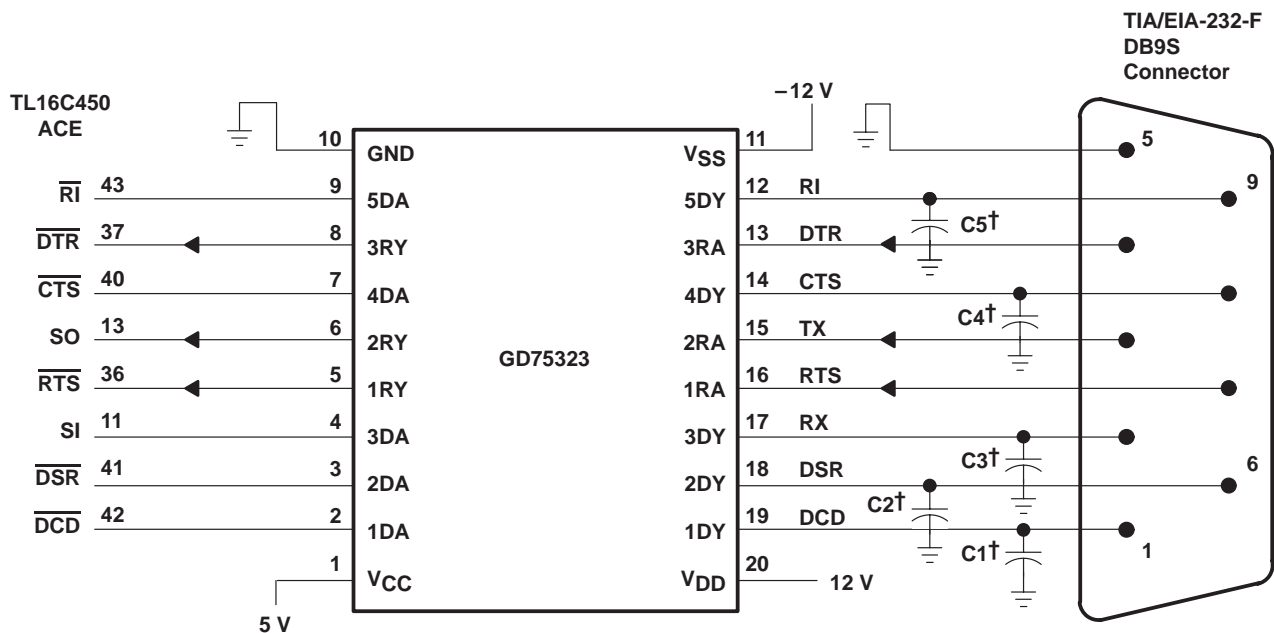 TIA/EIA-232-F
DB9S
Connector
TL16C450
ACE
–12 V
10 GND VSS 11 5
RI 43 9 5DA 5DY 12 RI 9
C5†
DTR 37 8 3RY 3RA 13 DTR
CTS 40 7 4DA 4DY 14 CTS
C4†
SO 13 6 2RY 2RA 15 TX
GD75323
RTS 36 5 1RY 1RA 16 RTS
SI 11 4 3DA 3DY 17 RX
C3†
DSR 41 3 2DA 2DY 18 DSR 6
C2†
DCD 42 2 1DA 1DY 19 DCD 1
C1†
1 VCC VDD 20 12 V
5 V